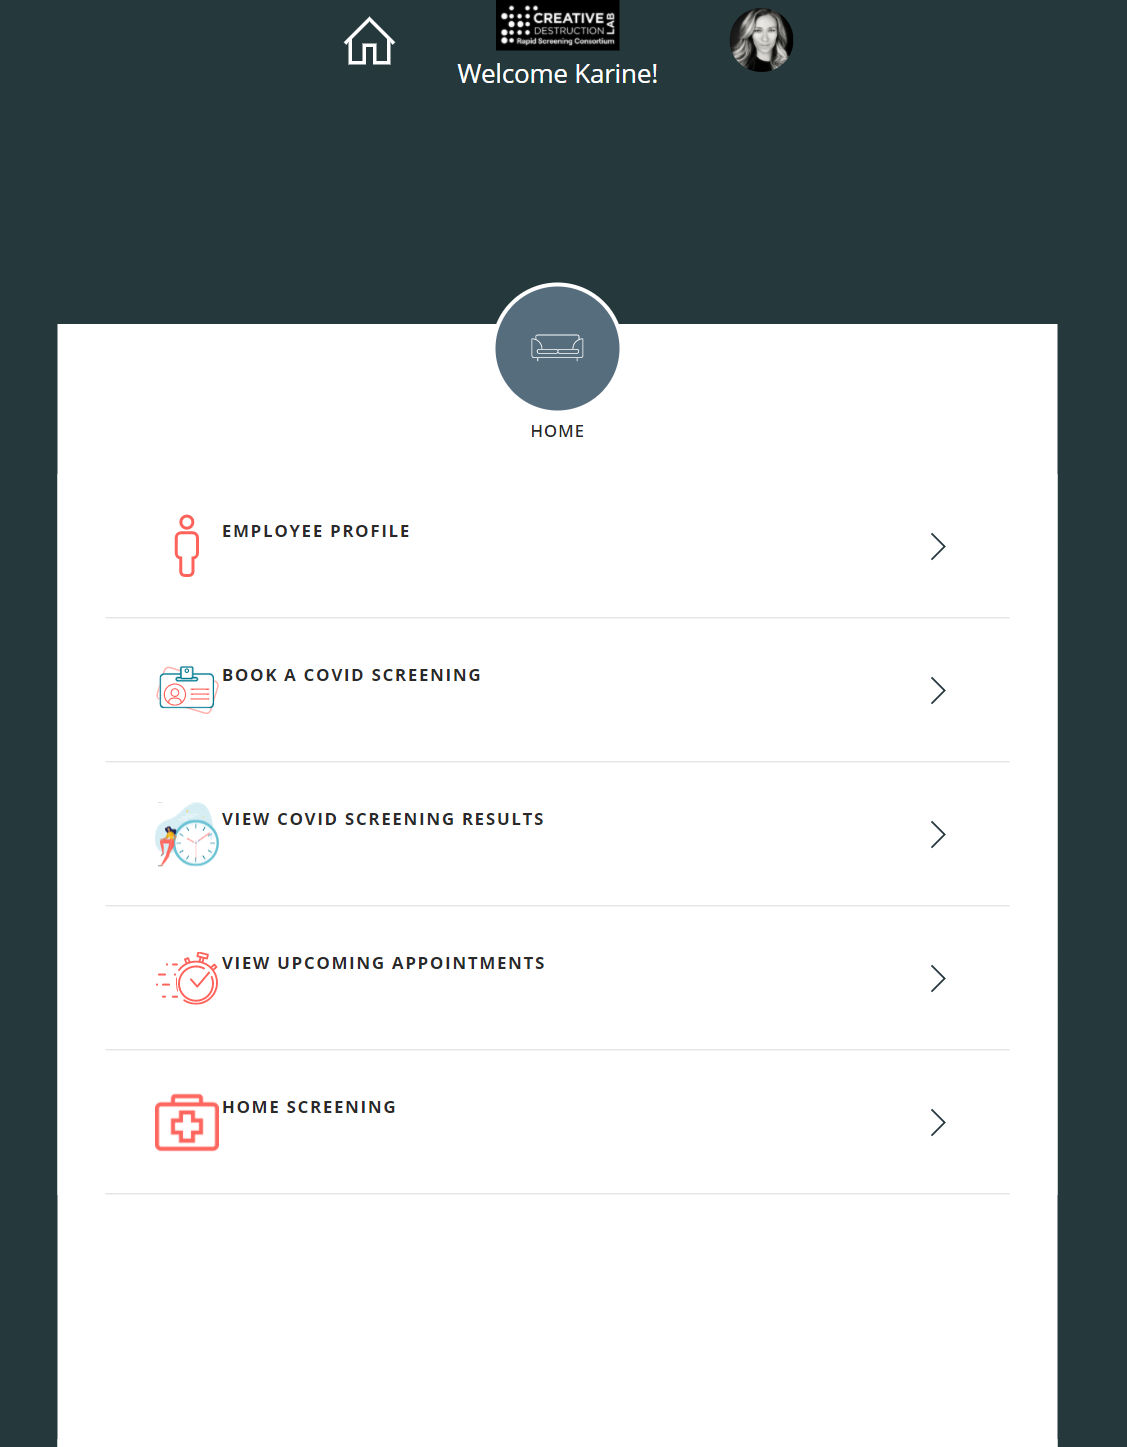 CREATIVE
DESTRUCTION
LAB
Rapid Screening Consortium
Welcome Karine!
HOME
EMPLOYEE PROFILE
BOOK A COVID SCREENING
VIEW COVID SCREENING RESULTS
VIEW UPCOMING APPOINTMENTS
HOME SCREENING